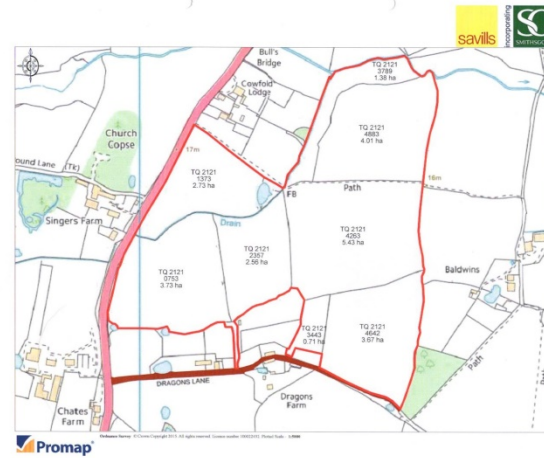 savills
incorporating
SC
SMITHSGORE
Bull's
Bridge
TQ 2121
3789
1.38 ha
Cowfold
Lodge
TQ 2121
4883
4.01 ha
Church
Copse
17m
ound Lane (Tk)
TQ 2121
1373
2.73 ha
16m
FB
Path
Singers Farm
Drain
TQ 2121
4263
5.43 ha
TQ 2121
2357
2.56 ha
TQ 2121
0753
3.73 ha
Baldwins
TQ 2121
3443
0.71 ha
TQ 2121
4642
3.67 ha
Path
DRAGONS LANE
Dragons
Farm
Chates
Farm
Promap